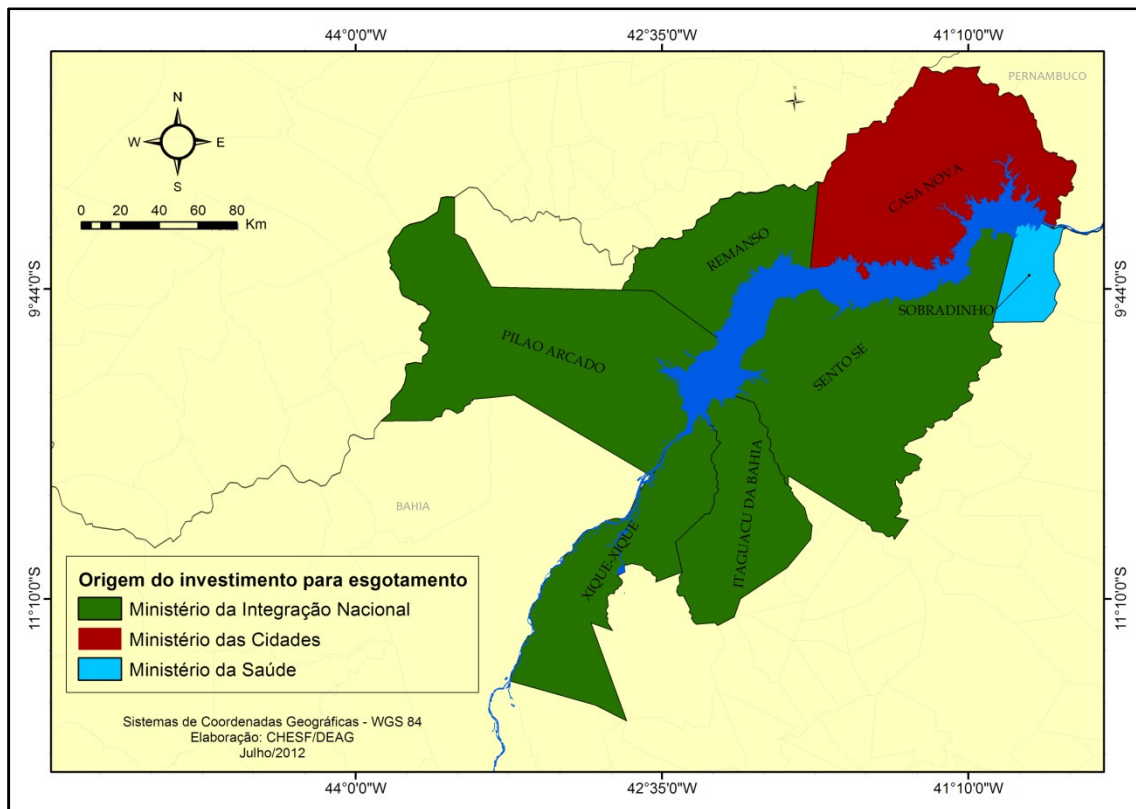 44°0'0"W
42°35'0"W
41°10'0"W
PERNAMBUCO
N
W
E
S
N
0 20 40 60 80
Km
CASA NOVA
REMANSO
9°44'0"S
9°44'0"S
SOBRADINHO
PILAO ARCADO
SENTO SE
ITAGUACU DA BAHIA
BAHIA
XIQUE-XIQUE
11°10'0"S
11°10'0"S
Origem do investimento para esgotamento
Ministério da Integração Nacional
Ministério das Cidades
Ministério da Saúde
Sistemas de Coordenadas Geográficas - WGS 84
Elaboração: CHESF/DEAG
Julho/2012
44°0'0"W
42°35'0"W
41°10'0"W